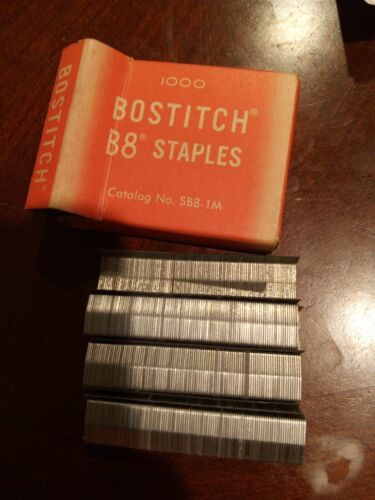 1000
BOSTITCH®
B8® STAPLES
Catalog No. SB8-1M
BOSTITCH